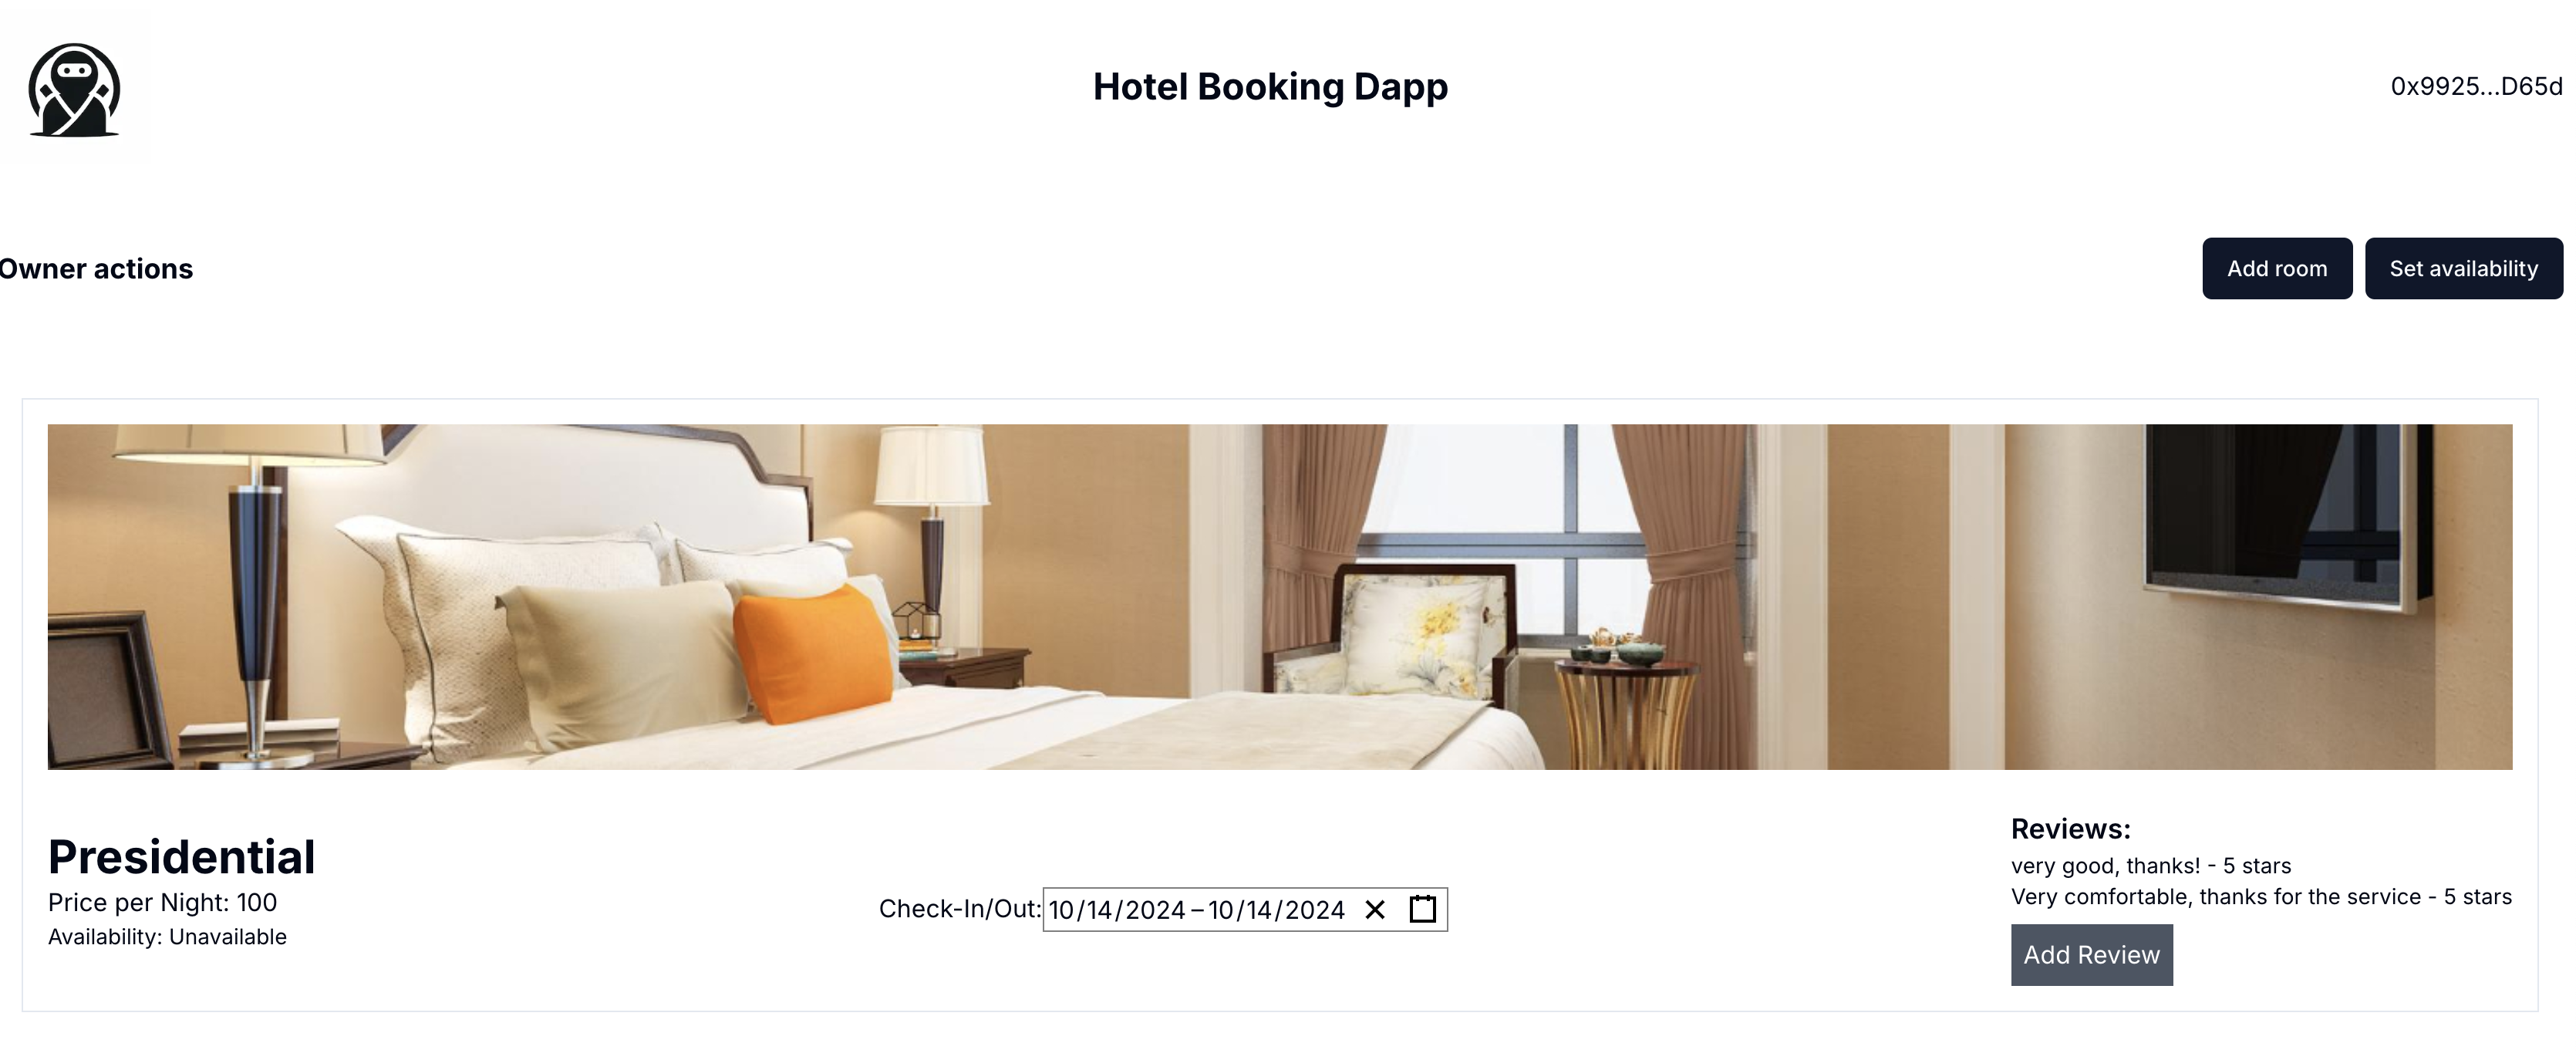 Hotel Booking Dapp
0x9925...D65d
Owner actions
Add room
Set availability
Presidential
Price per Night: 100
Availability: Unavailable
Check-In/Out: 10/14/2024 – 10/14/2024
Reviews:
very good, thanks! - 5 stars
Very comfortable, thanks for the service - 5 stars
Add Review